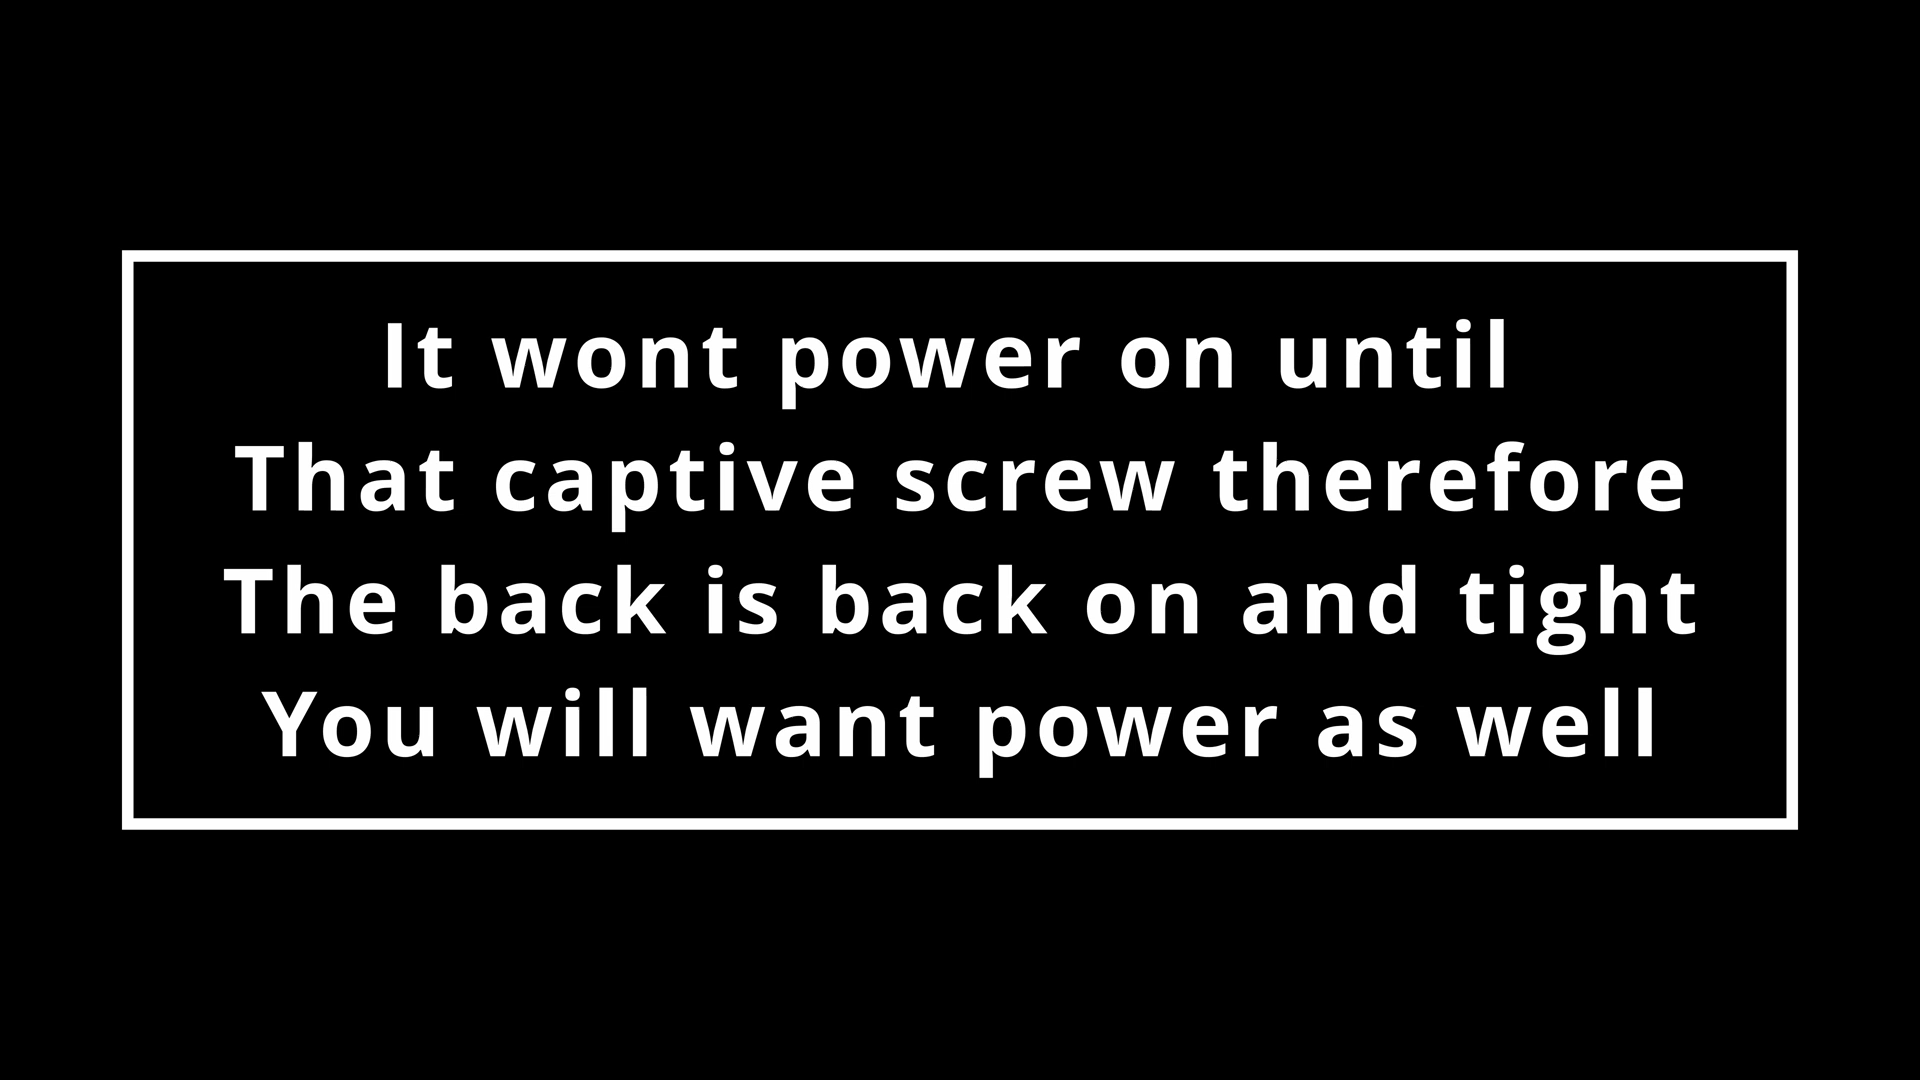 It wont power on until
That captive screw therefore
The back is back on and tight
You will want power as well